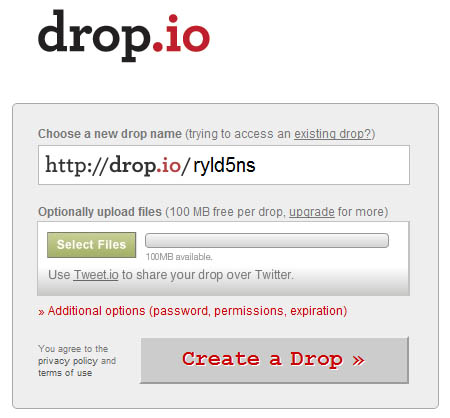 drop.io
Choose a new drop name (trying to access an existing drop?)
http://drop.io/ryld5ns
Optionally upload files (100 MB free per drop, upgrade for more)
Select Files
100MB available.
Use Tweet.io to share your drop over Twitter.
» Additional options (password, permissions, expiration)
You agree to the
privacy policy and
terms of use
Create a Drop »